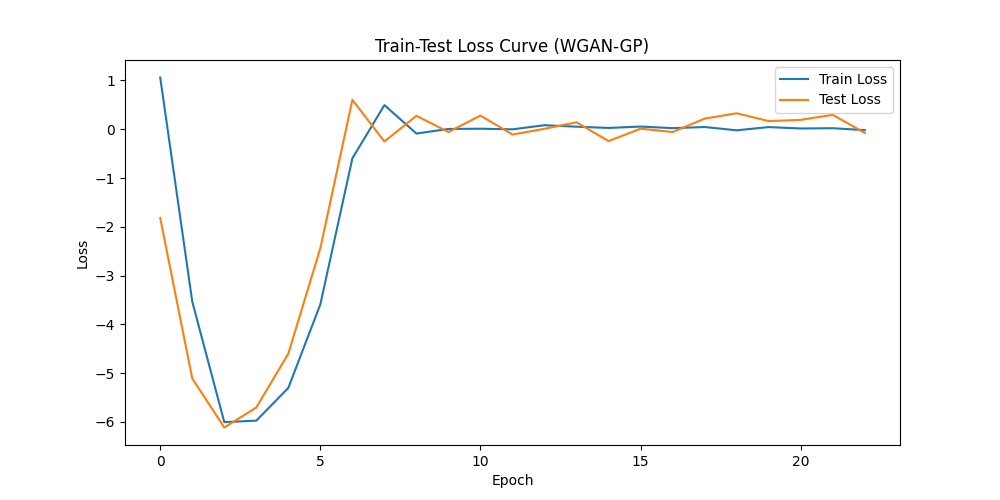 Train-Test Loss Curve (WGAN-GP)
Train Loss
Test Loss
1
0
−1
−2
−3
−4
−5
−6
Loss
0 5 10 15 20
Epoch